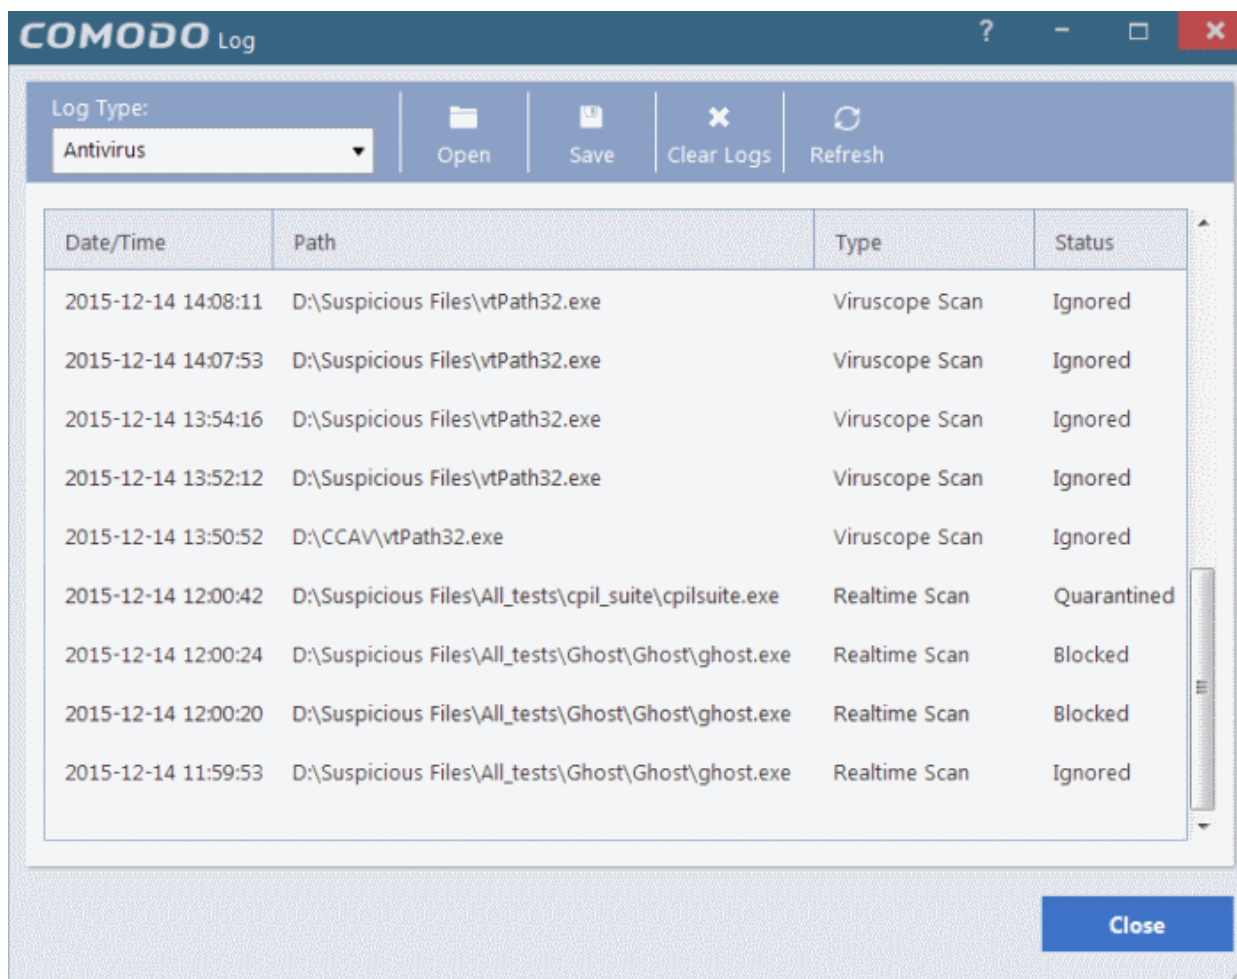 COMODO Log ?
Log Type:
Antivirus
Open Save Clear Logs Refresh
Date/Time Path Type Status
2015-12-14 14:08:11 D:\Suspicious Files\vtPath32.exe Viruscope Scan Ignored
2015-12-14 14:07:53 D:\Suspicious Files\vtPath32.exe Viruscope Scan Ignored
2015-12-14 13:54:16 D:\Suspicious Files\vtPath32.exe Viruscope Scan Ignored
2015-12-14 13:52:12 D:\Suspicious Files\vtPath32.exe Viruscope Scan Ignored
2015-12-14 13:50:52 D:\CCAV\vtPath32.exe Viruscope Scan Ignored
2015-12-14 12:00:42 D:\Suspicious Files\All_tests\cpil_suite\cpilsuite.exe Realtime Scan Quarantined
2015-12-14 12:00:24 D:\Suspicious Files\All_tests\Ghost\Ghost\ghost.exe Realtime Scan Blocked
2015-12-14 12:00:20 D:\Suspicious Files\All_tests\Ghost\Ghost\ghost.exe Realtime Scan Blocked
2015-12-14 11:59:53 D:\Suspicious Files\All_tests\Ghost\Ghost\ghost.exe Realtime Scan Ignored
Close